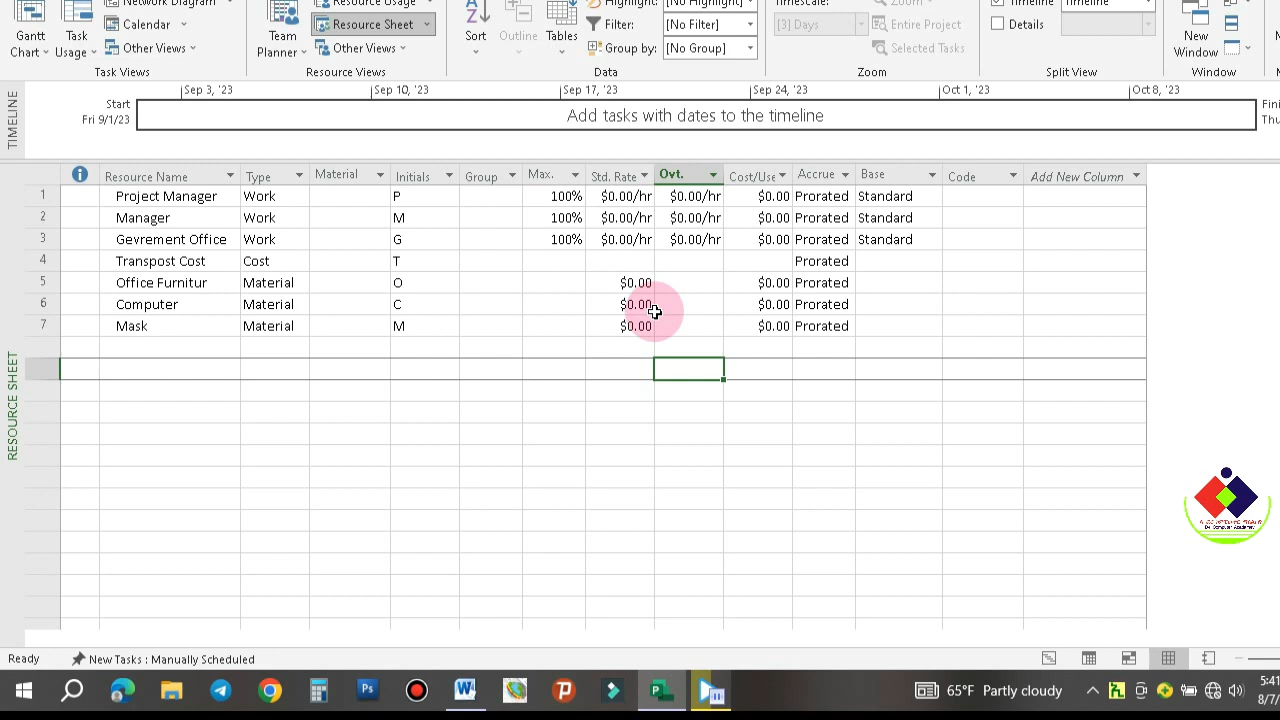 Network Diagram Resource Usage Highlight: [No Highlight] Timescale: Zoom Timeline Timeline
Gantt Chart Task Usage Calendar Team Planner Resource Sheet Sort Outline Tables Filter: [No Filter] [3] Days Entire Project Details New Window
Other Views Other Views Group by: [No Group] Selected Tasks
Task Views Resource Views Data Zoom Split View Window
TIMELINE
Sep 3, '23 Sep 10, '23 Sep 17, '23 Sep 24, '23 Oct 1, '23 Oct 8, '23
Start
Fri 9/1/23
Add tasks with dates to the timeline
RESOURCE SHEET
Resource Name Type Material Initials Group Max. Std. Rate Ovt. Cost/Use Accrue Base Code Add New Column
1 Project Manager Work P 100% $0.00/hr $0.00/hr $0.00 Prorated Standard
2 Manager Work M 100% $0.00/hr $0.00/hr $0.00 Prorated Standard
3 Gevrement Office Work G 100% $0.00/hr $0.00/hr $0.00 Prorated Standard
4 Transpost Cost Cost T Prorated
5 Office Furnitur Material O $0.00 $0.00 Prorated
6 Computer Material C $0.00 $0.00 Prorated
7 Mask Material M $0.00 $0.00 Prorated
Ready New Tasks : Manually Scheduled
65°F Partly cloudy
5:41
8/7/